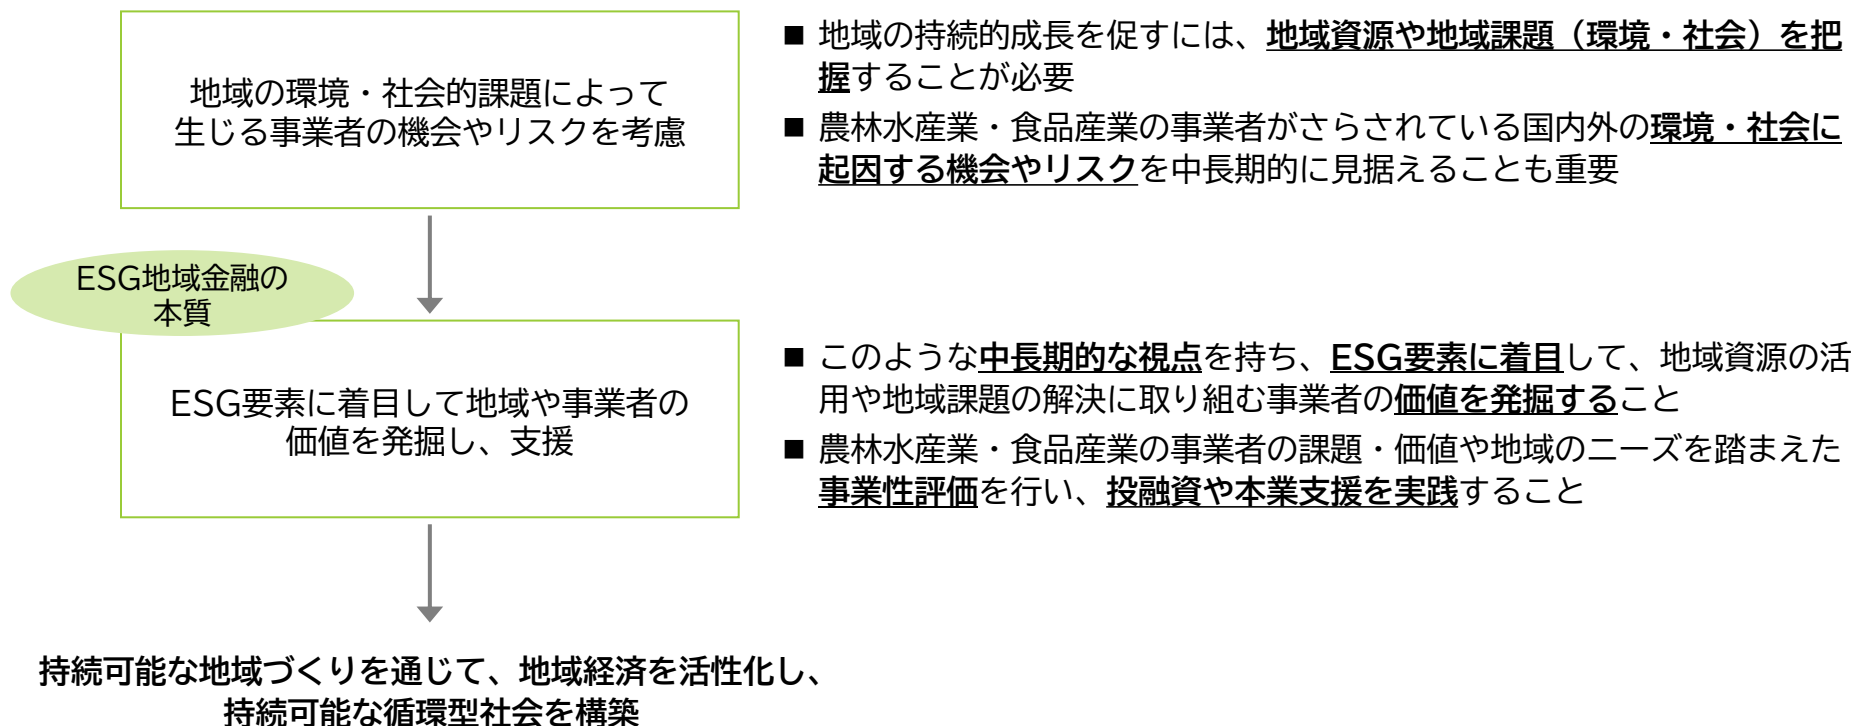 地域の環境・社会的課題によって
生じる事業者の機会やリスクを考慮
■ 地域の持続的成長を促すには、地域資源や地域課題（環境・社会）を把
握することが必要
■ 農林水産業・食品産業の事業者がさらされている国内外の環境・社会に
起因する機会やリスクを中長期的に見据えることも重要
ESG地域金融の
本質
ESG要素に着目して地域や事業者の
価値を発掘し、支援
■ このような中長期的な視点を持ち、ESG要素に着目して、地域資源の活
用や地域課題の解決に取り組む事業者の価値を発掘すること
■ 農林水産業・食品産業の事業者の課題・価値や地域のニーズを踏まえた
事業性評価を行い、投融資や本業支援を実践すること
持続可能な地域づくりを通じて、地域経済を活性化し、
持続可能な循環型社会を構築